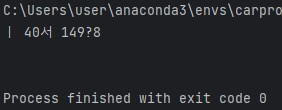 C:\Users\user\anaconda3\envs\carpro
| 40서 149?8
Process finished with exit code 0